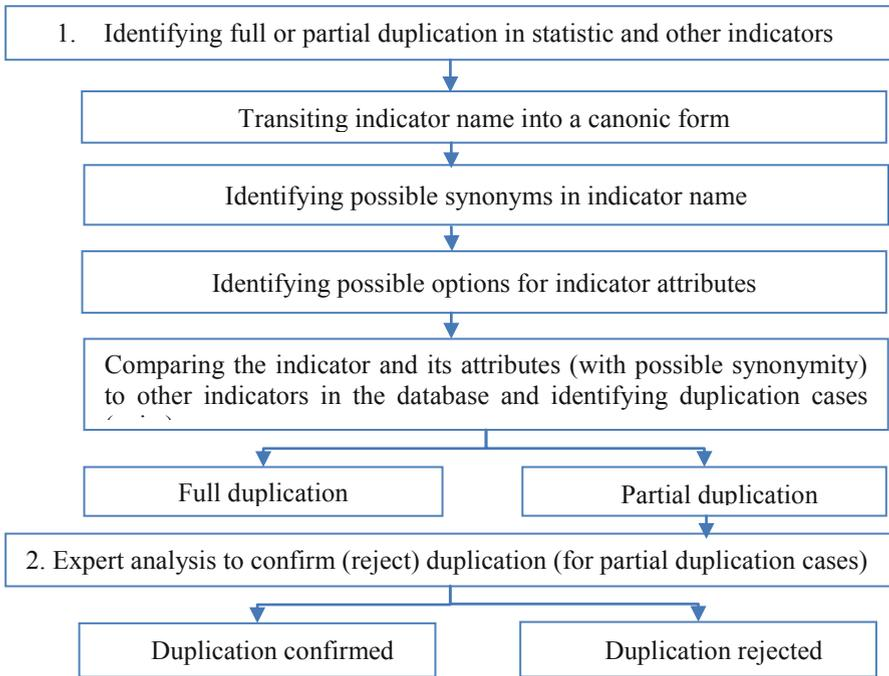 1. Identifying full or partial duplication in statistic and other indicators
Transiting indicator name into a canonic form
Identifying possible synonyms in indicator name
Identifying possible options for indicator attributes
Comparing the indicator and its attributes (with possible synonymity)
to other indicators in the database and identifying duplication cases
Full duplication
Partial duplication
2. Expert analysis to confirm (reject) duplication (for partial duplication cases)
Duplication confirmed
Duplication rejected